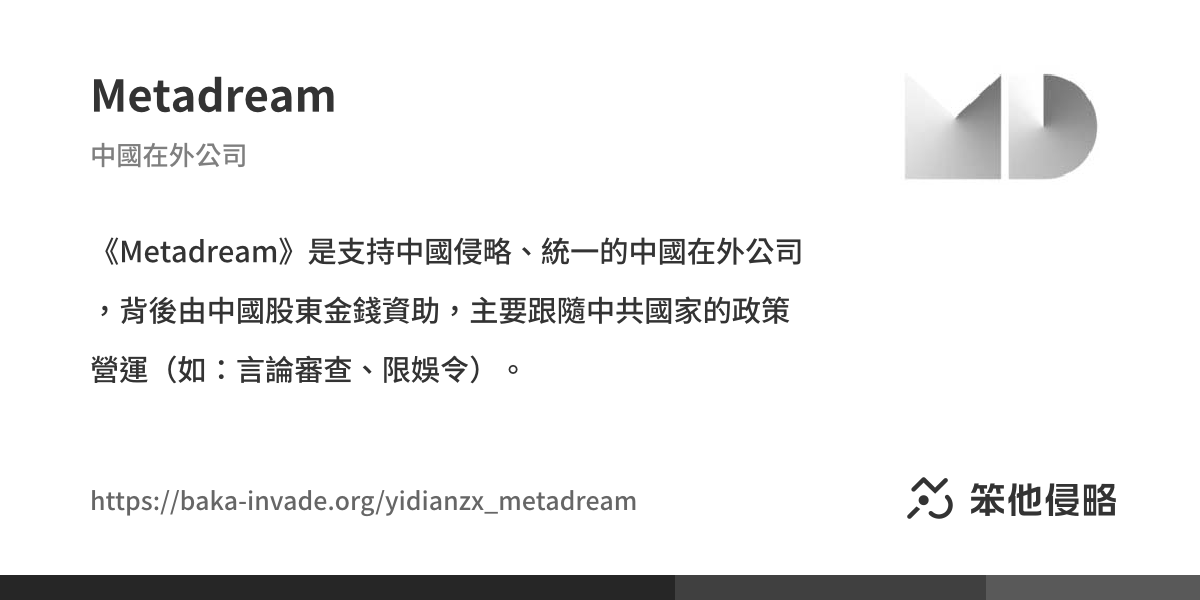 Metadream
MD
中國在外公司
《Metadream》是支持中國侵略、統一的中國在外公司
，背後由中國股東金錢資助，主要跟隨中共國家的政策
營運（如：言論審查、限娛令）。
https://baka-invade.org/yidianzx_metadream
笨他侵略